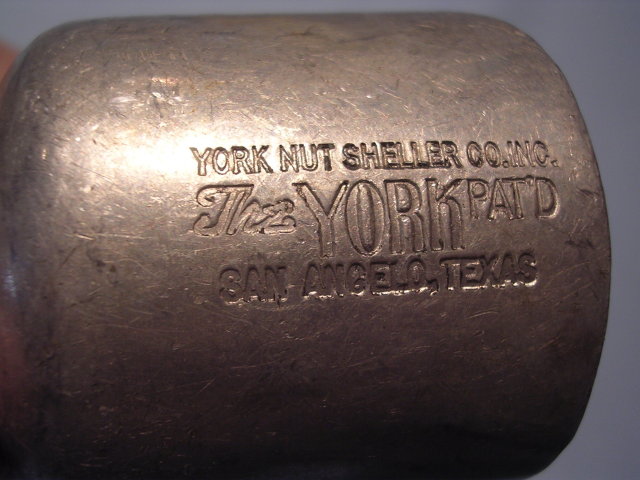 YORK NUT SHELLER CO. INC.
The YORK PAT'D
SAN ANGELO, TEXAS